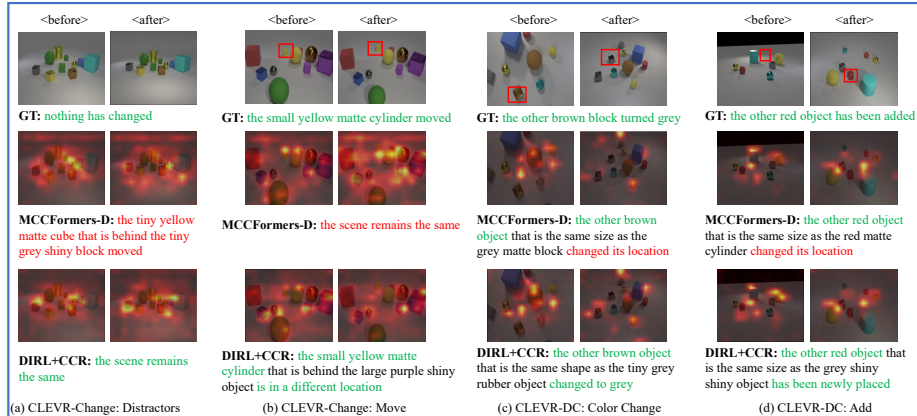 <before> <after> <before> <after> <before> <after> <before> <after>
GT: nothing has changed
GT: the small yellow matte cylinder moved
GT: the other brown block turned grey
GT: the other red object has been added
MCCFormers-D: the tiny yellow
matte cube that is behind the tiny
grey shiny block moved
MCCFormers-D: the scene remains the same
MCCFormers-D: the other brown
object that is the same size as the
grey matte block changed its location
MCCFormers-D: the other red object
that is the same size as the red matte
cylinder changed its location
DIRL+CCR: the scene remains
the same
DIRL+CCR: the small yellow matte
cylinder that is behind the large purple shiny
object is in a different location
DIRL+CCR: the other brown object
that is the same shape as the tiny grey
rubber object changed to grey
DIRL+CCR: the other red object that
is the same size as the grey shiny
shiny object has been newly placed
(a) CLEVR-Change: Distractors
(b) CLEVR-Change: Move
(c) CLEVR-DC: Color Change
(d) CLEVR-DC: Add